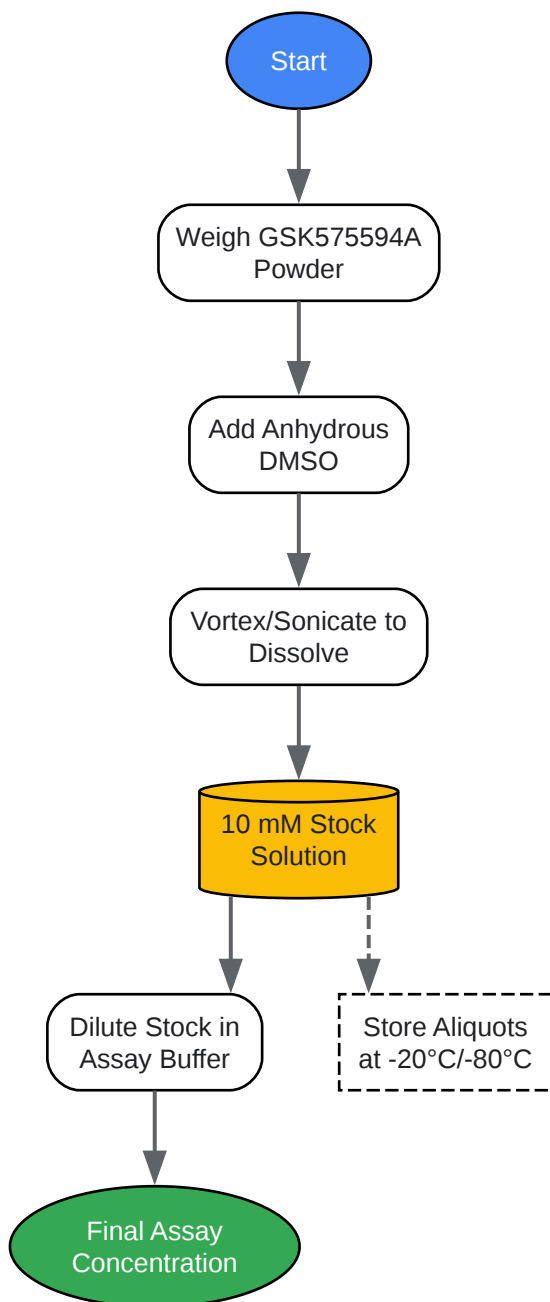 Start
Weigh GSK575594A
Powder
Add Anhydrous
DMSO
Vortex/Sonicate to
Dissolve
10 mM Stock
Solution
Dilute Stock in
Assay Buffer
Store Aliquots
at -20°C/-80°C
Final Assay
Concentration